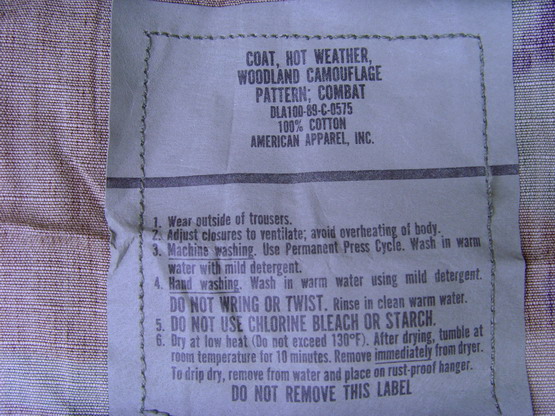 COAT, HOT WEATHER,
WOODLAND CAMOUFLAGE
PATTERN; COMBAT
DLA100-89-C-0575
100% COTTON
AMERICAN APPAREL, INC.
1. Wear outside of trousers.
2. Adjust closures to ventilate; avoid overheating of body.
3. Machine washing. Use Permanent Press Cycle. Wash in warm
water with mild detergent.
4. Hand washing. Wash in warm water using mild detergent.
DO NOT WRING OR TWIST. Rinse in clean warm water.
5. DO NOT USE CHLORINE BLEACH OR STARCH.
6. Dry at low heat (Do not exceed 130°F). After drying, tumble at
room temperature for 10 minutes. Remove immediately from dryer.
To drip dry, remove from water and place on rust-proof hanger.
DO NOT REMOVE THIS LABEL